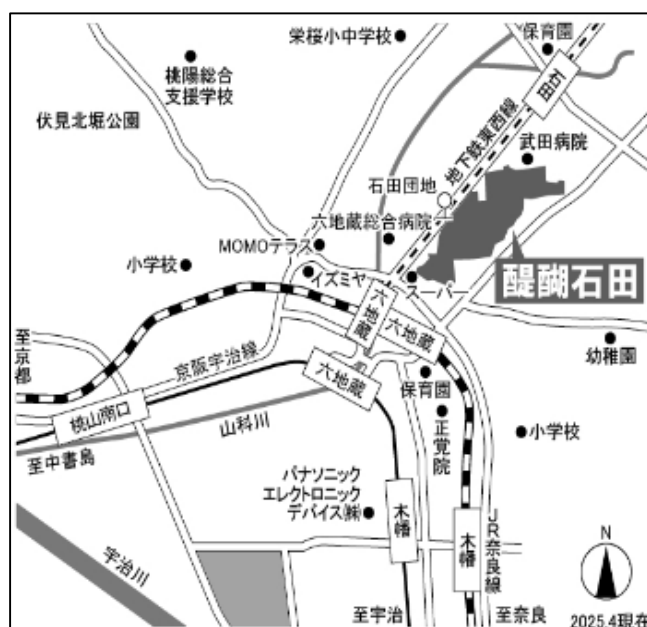 栄桜小中学校
保育園
桃陽総合
支援学校
石田
伏見北堀公園
地下鉄東西線
武田病院
石田団地
六地蔵総合病院
MOMOテラス
小学校
イズミヤ
スーパー
醍醐石田
六地蔵
六地蔵
至京都
京阪宇治線
幼稚園
六地蔵
保育園
桃山南口
山科川
正覚院
小学校
至中書島
パナソニック
エレクトロニック
デバイス㈱
木幡
木幡
JR奈良線
宇治川
N
至宇治
至奈良
2025.4現在